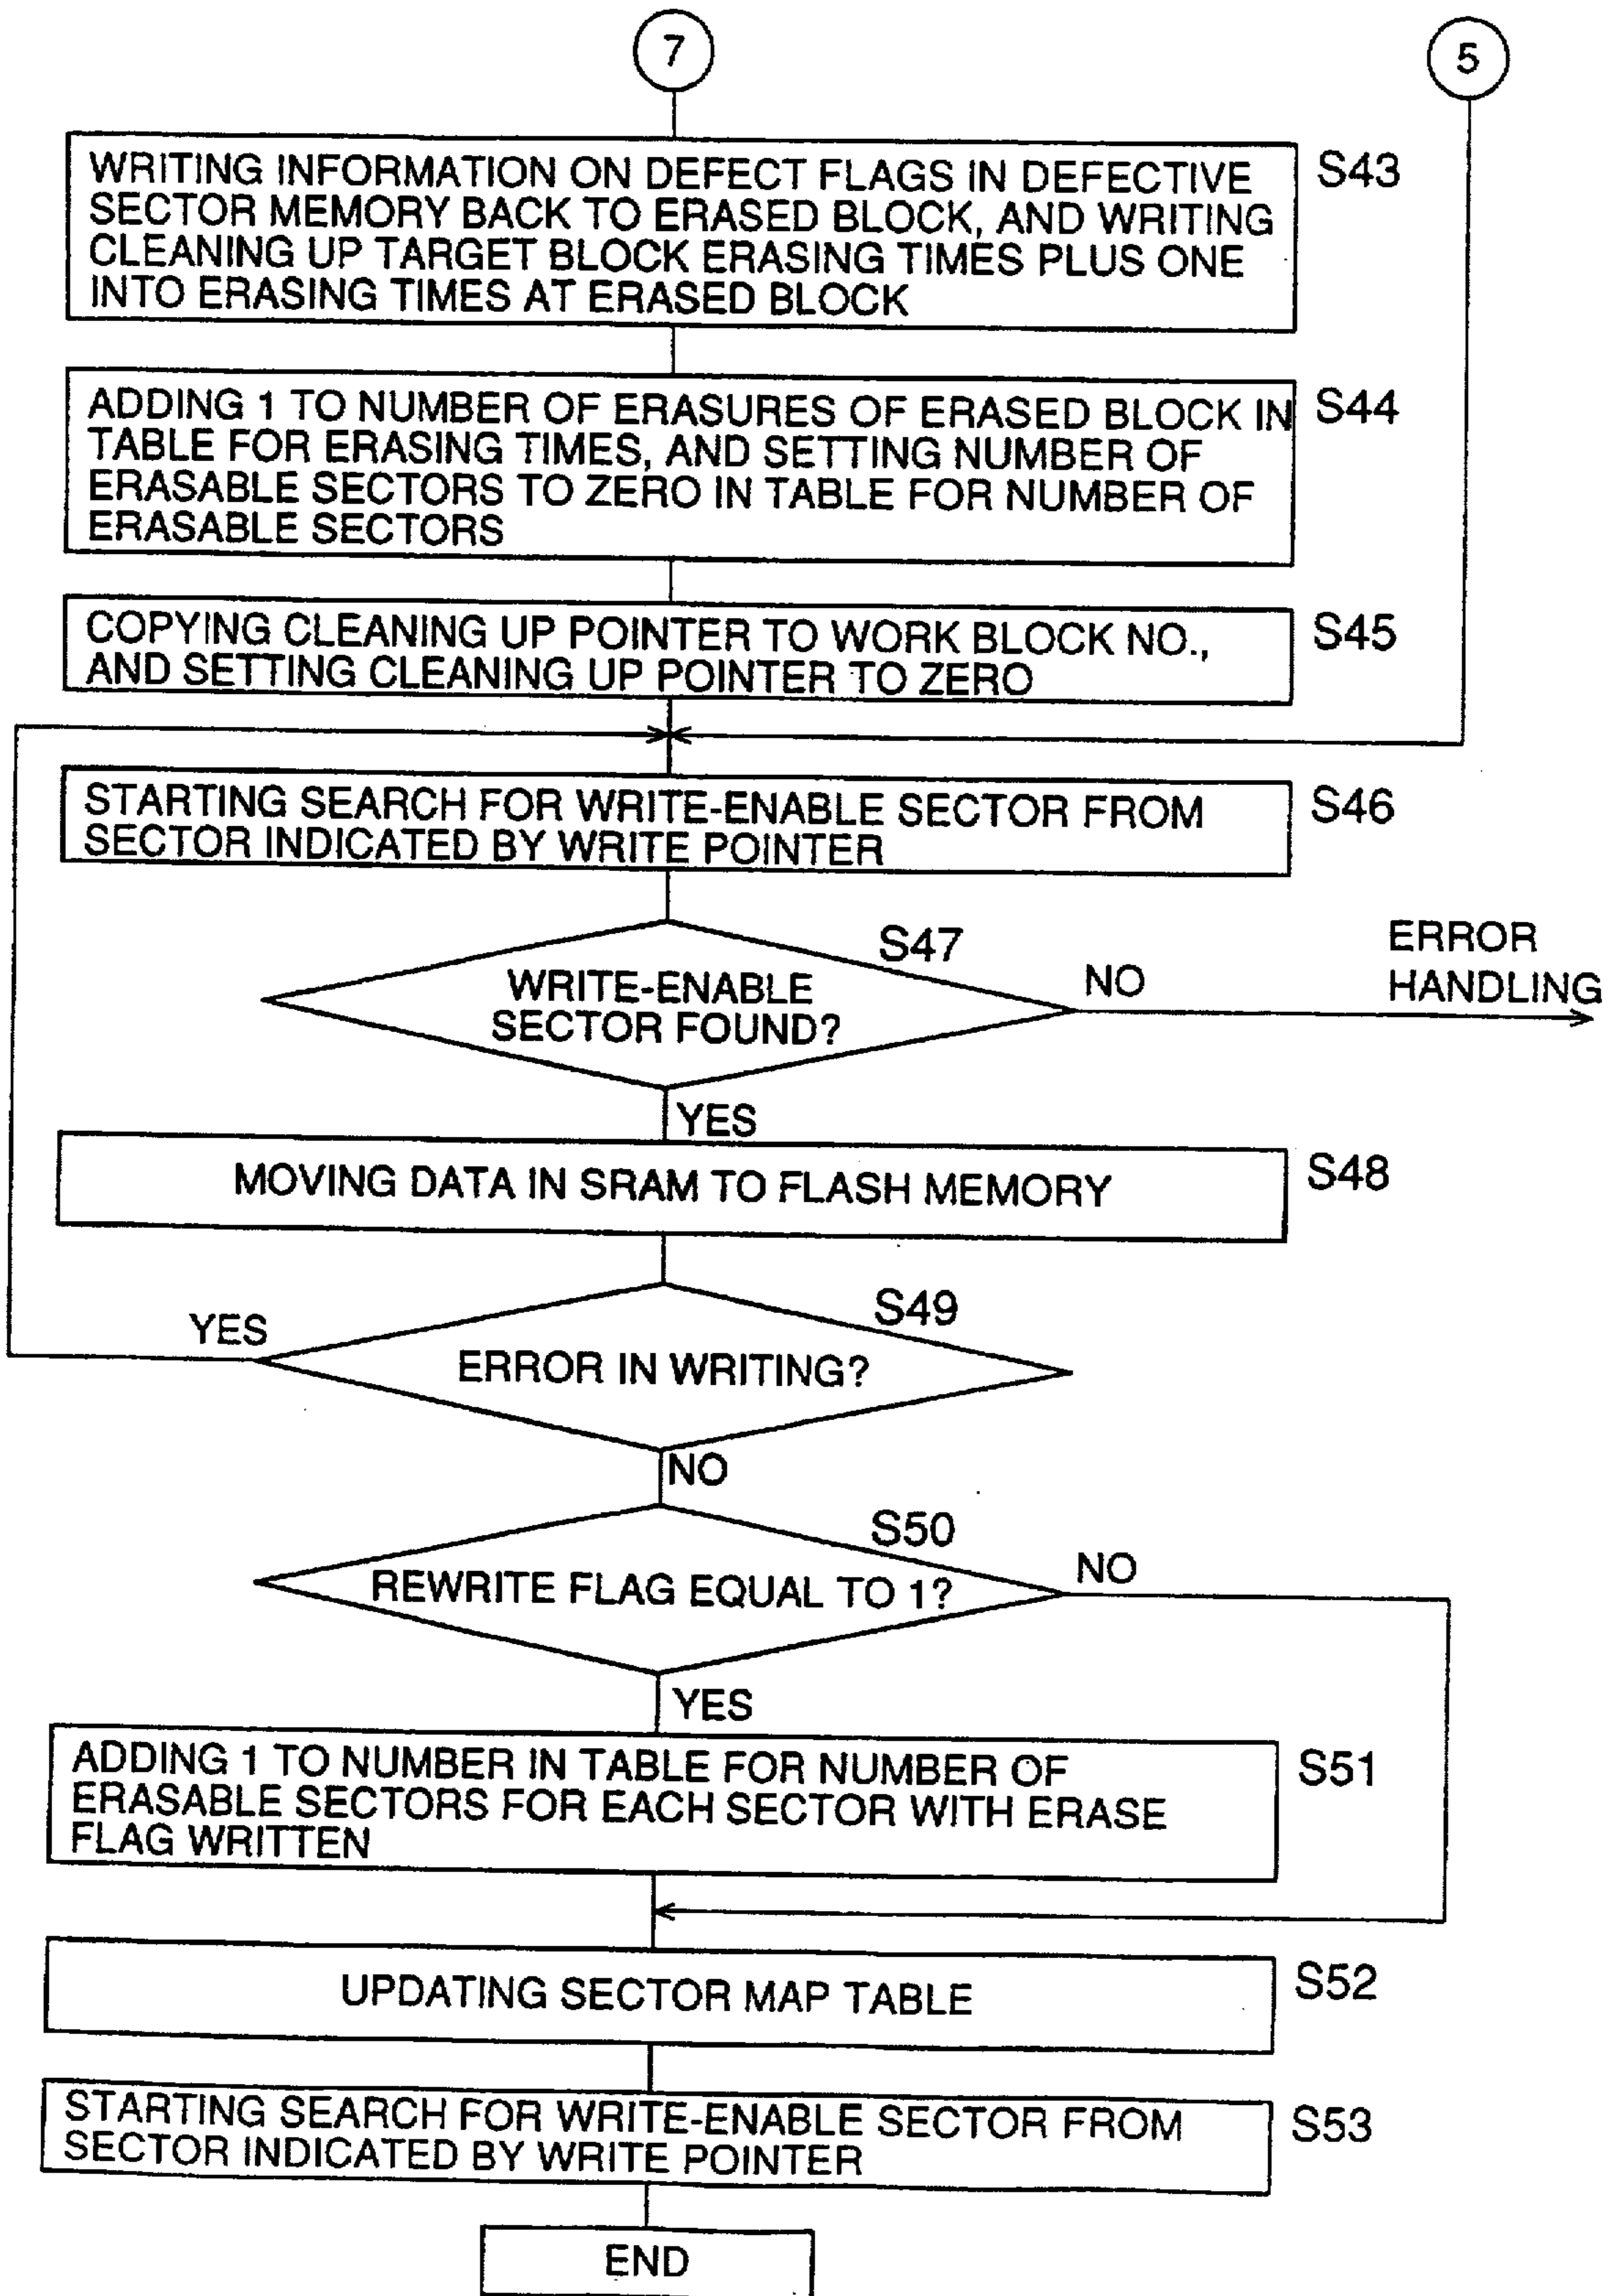 7
5
WRITING INFORMATION ON DEFECT FLAGS IN DEFECTIVE
SECTOR MEMORY BACK TO ERASED BLOCK, AND WRITING
CLEANING UP TARGET BLOCK ERASING TIMES PLUS ONE
INTO ERASING TIMES AT ERASED BLOCK
S43
ADDING 1 TO NUMBER OF ERASURES OF ERASED BLOCK IN
TABLE FOR ERASING TIMES, AND SETTING NUMBER OF
ERASABLE SECTORS TO ZERO IN TABLE FOR NUMBER OF
ERASABLE SECTORS
S44
COPYING CLEANING UP POINTER TO WORK BLOCK NO.,
AND SETTING CLEANING UP POINTER TO ZERO
S45
STARTING SEARCH FOR WRITE-ENABLE SECTOR FROM
SECTOR INDICATED BY WRITE POINTER
S46
S47
WRITE-ENABLE
SECTOR FOUND?
NO
ERROR
HANDLING
YES
MOVING DATA IN SRAM TO FLASH MEMORY
S48
S49
YES
ERROR IN WRITING?
NO
S50
REWRITE FLAG EQUAL TO 1?
NO
YES
ADDING 1 TO NUMBER IN TABLE FOR NUMBER OF
ERASABLE SECTORS FOR EACH SECTOR WITH ERASE
FLAG WRITTEN
S51
UPDATING SECTOR MAP TABLE
S52
STARTING SEARCH FOR WRITE-ENABLE SECTOR FROM
SECTOR INDICATED BY WRITE POINTER
S53
END